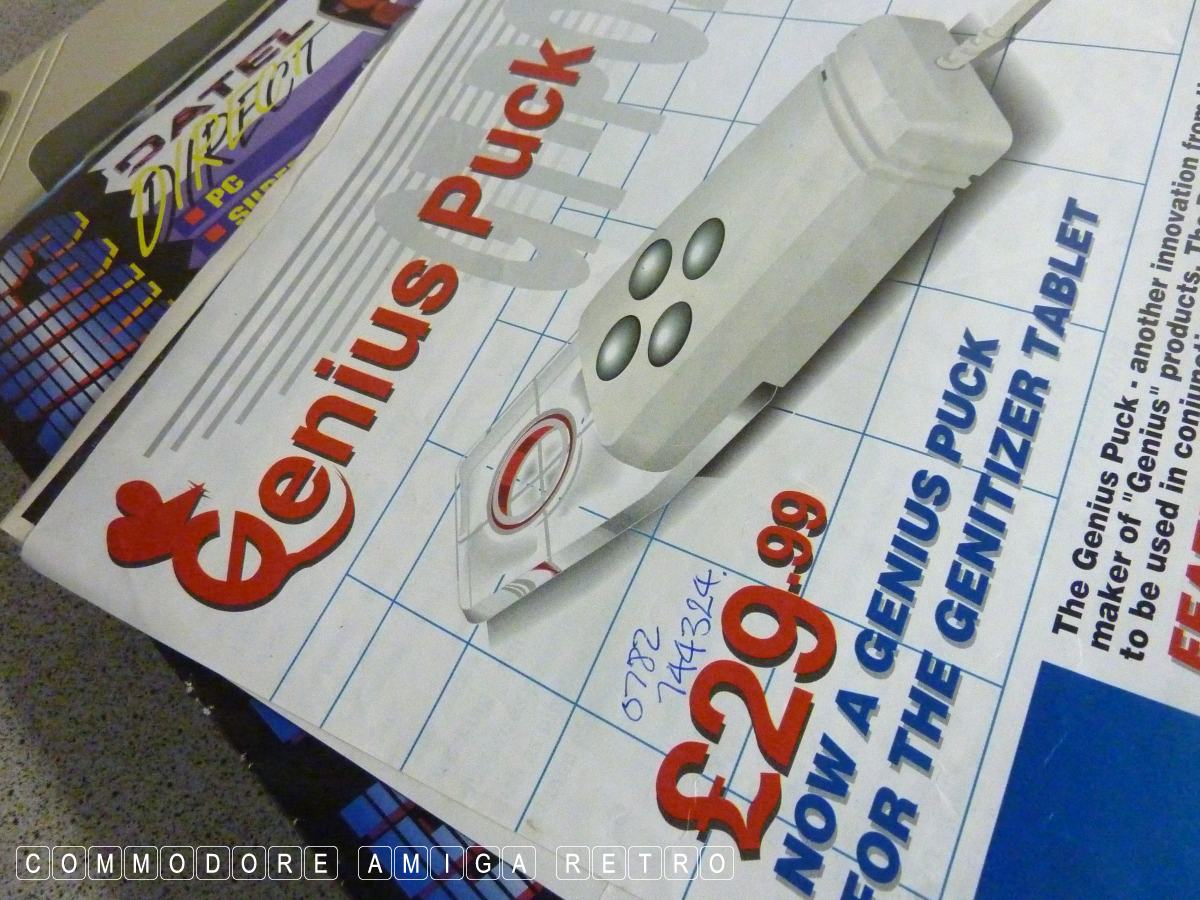 DATEL
DIRECT
PC
Genius Puck
£29.99
0782
744324.
NOW A GENIUS PUCK
FOR THE GENITIZER TABLET
The Genius Puck - another innovation from
maker of "Genius" products. The
to be used in
COMMODORE AMIGA RETRO